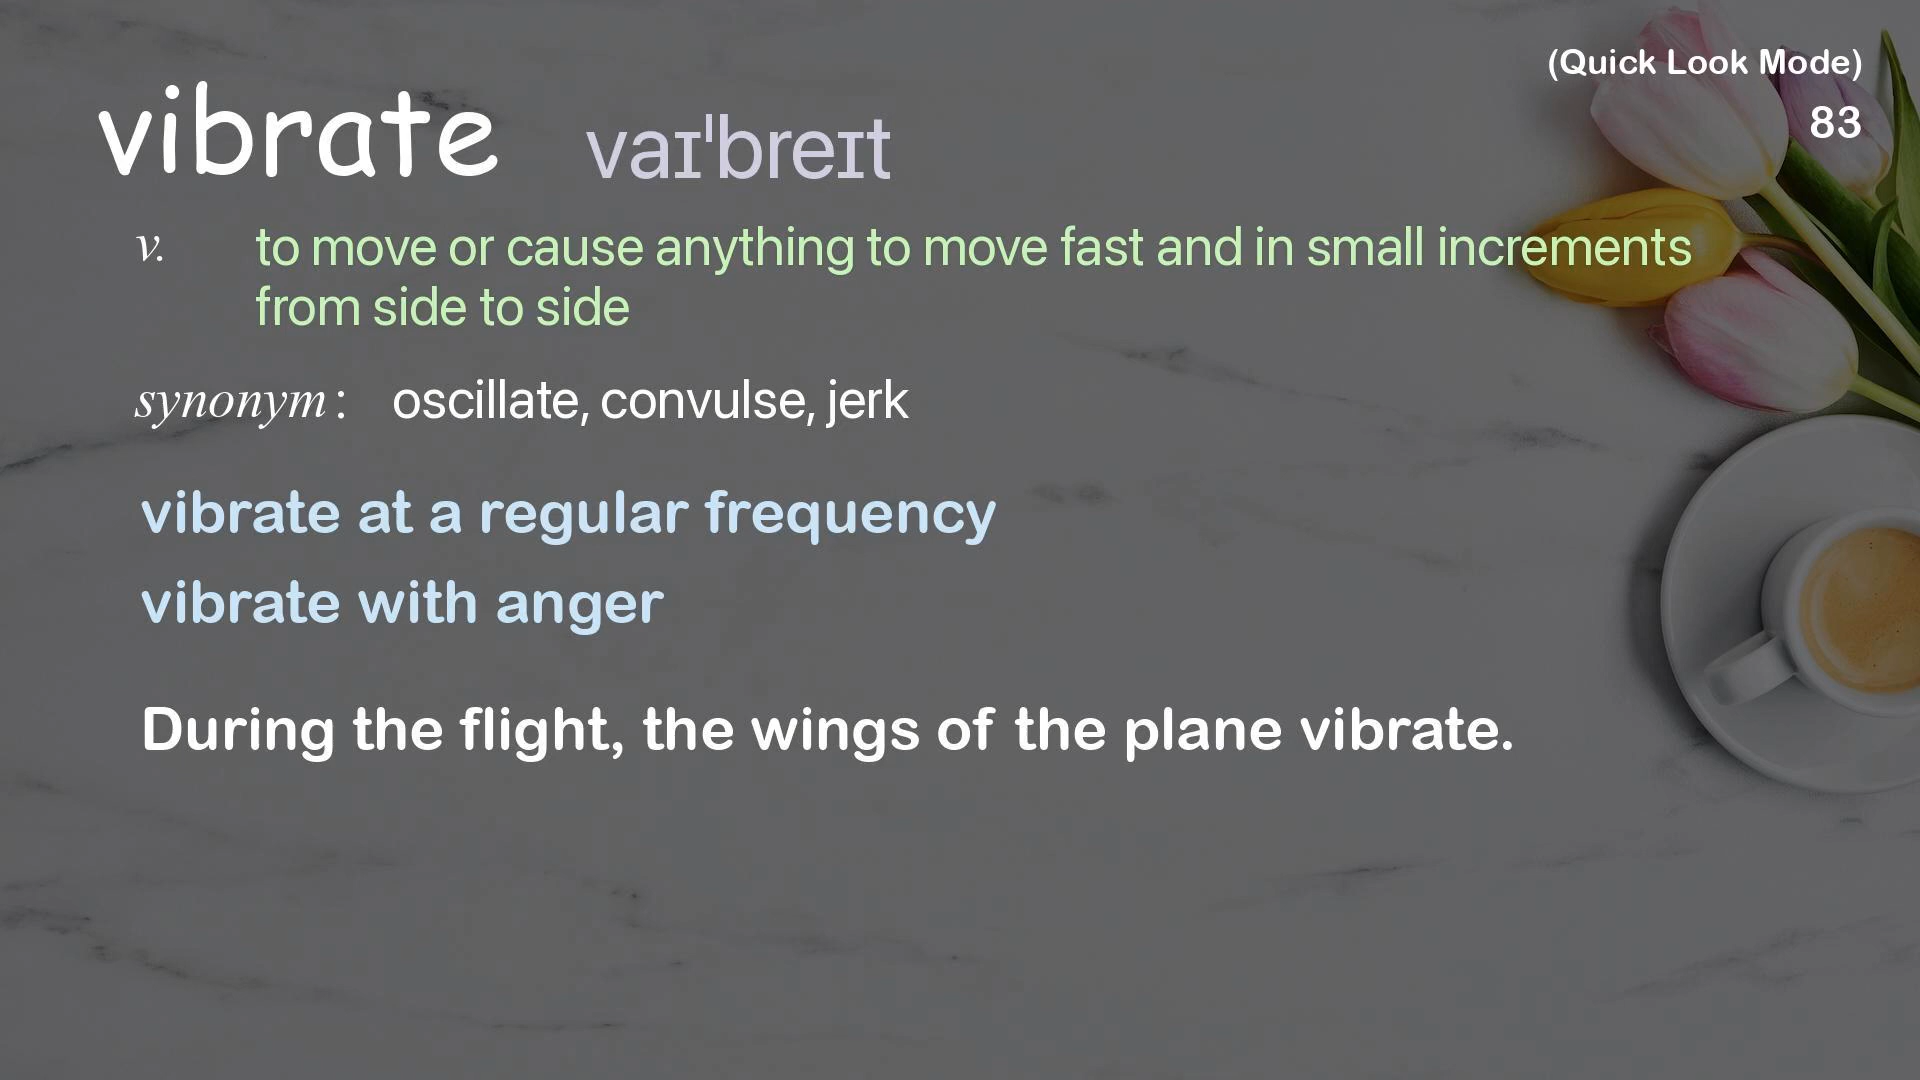 (Quick Look Mode)
vibrate vaɪˈbreɪt
83
v. to move or cause anything to move fast and in small increments
from side to side
synonym: oscillate, convulse, jerk
vibrate at a regular frequency
vibrate with anger
During the flight, the wings of the plane vibrate.